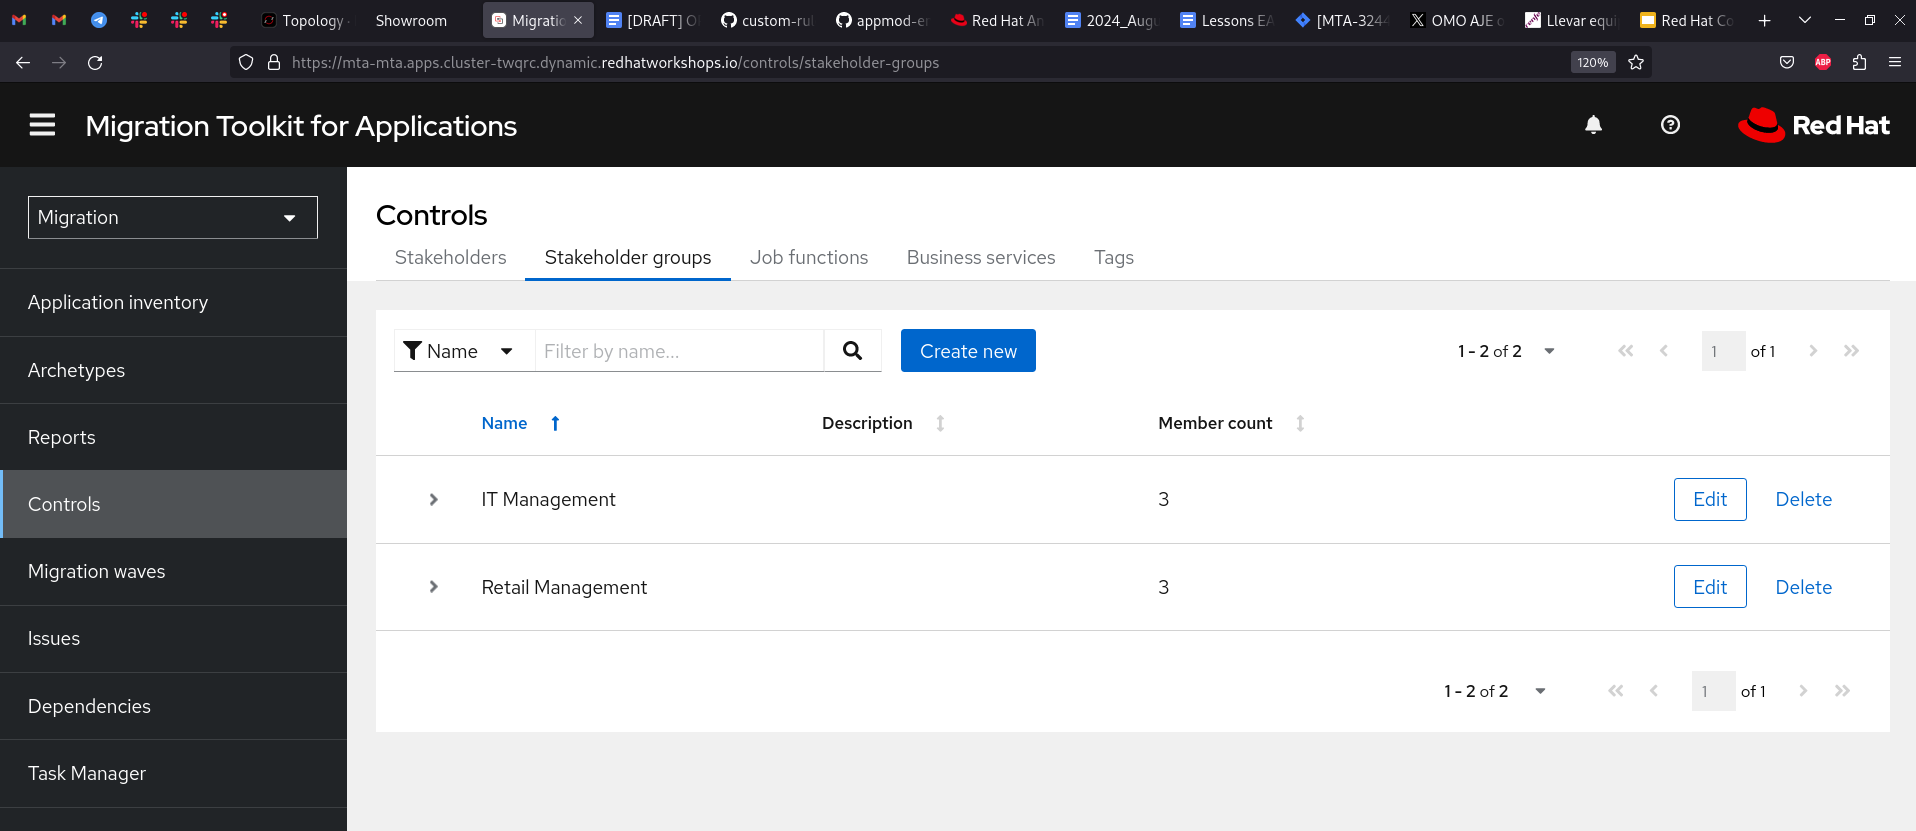 Topology
Showroom
Migratio
[DRAFT] O
custom-rul
appmod-en
Red Hat An
2024_Augu
Lessons EA
[MTA-3244
OMO AJE o
Llevar equi
Red Hat Co
https://mta-mta.apps.cluster-twqrc.dynamic.redhatworkshops.io/controls/stakeholder-groups
120%
ABP
Migration Toolkit for Applications
Red Hat
Migration
Application inventory
Archetypes
Reports
Controls
Migration waves
Issues
Dependencies
Task Manager
Controls
Stakeholders Stakeholder groups Job functions Business services Tags
Name Filter by name... Create new 1 - 2 of 2 1 of 1
Name Description Member count
IT Management 3 Edit Delete
Retail Management 3 Edit Delete
1 - 2 of 2 1 of 1